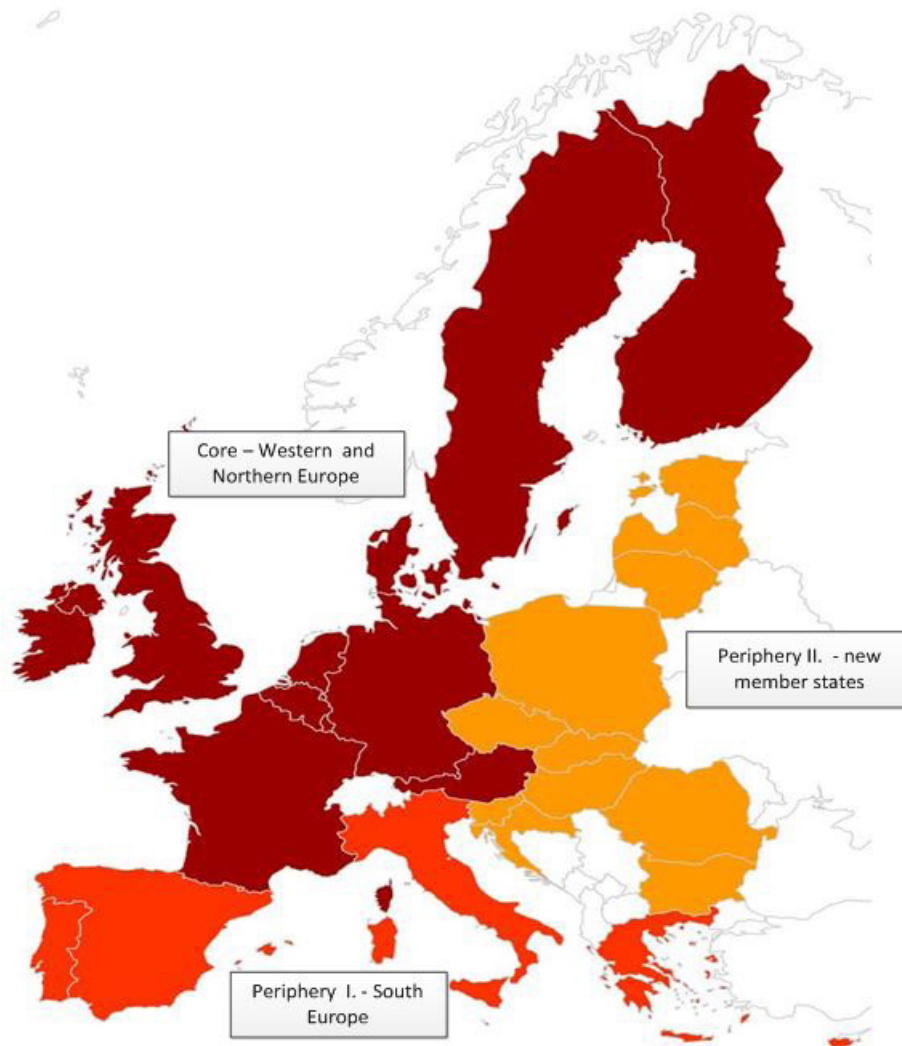 Core – Western and
Northern Europe
Periphery II. - new
member states
Periphery I. - South
Europe